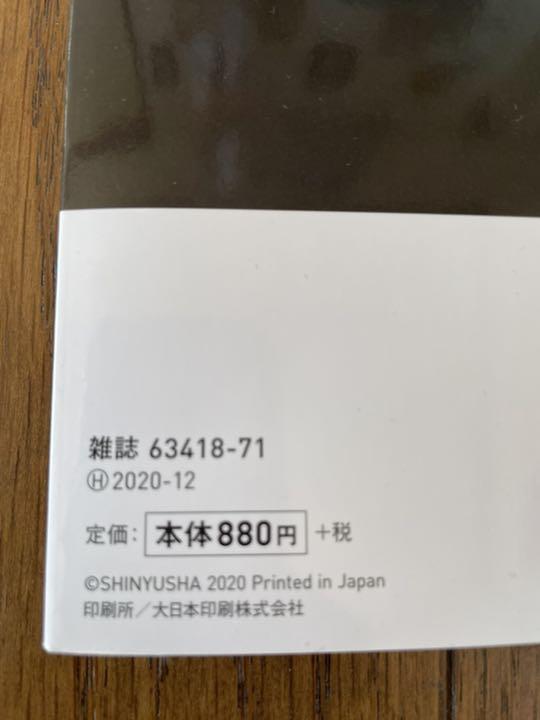 雑誌 63418-71
Ⓗ2020-12
定価： 本体880円 +税
©SHINYUSHA 2020 Printed in Japan
印刷所／大日本印刷株式会社